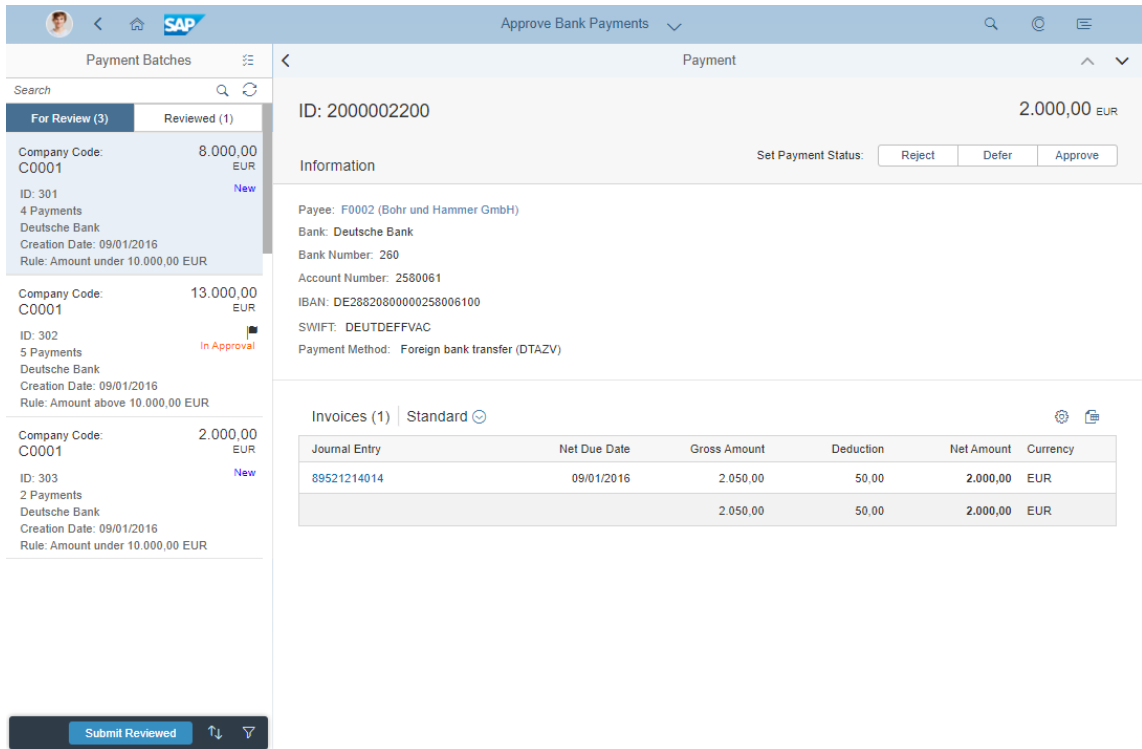 SAP
Approve Bank Payments
Payment Batches
Search
For Review (3) Reviewed (1)
Company Code: 8.000,00
C0001 EUR
ID: 301 New
4 Payments
Deutsche Bank
Creation Date: 09/01/2016
Rule: Amount under 10.000,00 EUR
Company Code: 13.000,00
C0001 EUR
ID: 302
5 Payments In Approval
Deutsche Bank
Creation Date: 09/01/2016
Rule: Amount above 10.000,00 EUR
Company Code: 2.000,00
C0001 EUR
ID: 303 New
2 Payments
Deutsche Bank
Creation Date: 09/01/2016
Rule: Amount under 10.000,00 EUR
Submit Reviewed
Payment
ID: 2000002200 2.000,00 EUR
Set Payment Status: Reject Defer Approve
Information
Payee: F0002 (Bohr und Hammer GmbH)
Bank: Deutsche Bank
Bank Number: 260
Account Number: 2580061
IBAN: DE28820800000258006100
SWIFT: DEUTDEFFVAC
Payment Method: Foreign bank transfer (DTAZV)
Invoices (1) Standard
Journal Entry Net Due Date Gross Amount Deduction Net Amount Currency
89521214014 09/01/2016 2.050,00 50,00 2.000,00 EUR
2.050,00 50,00 2.000,00 EUR